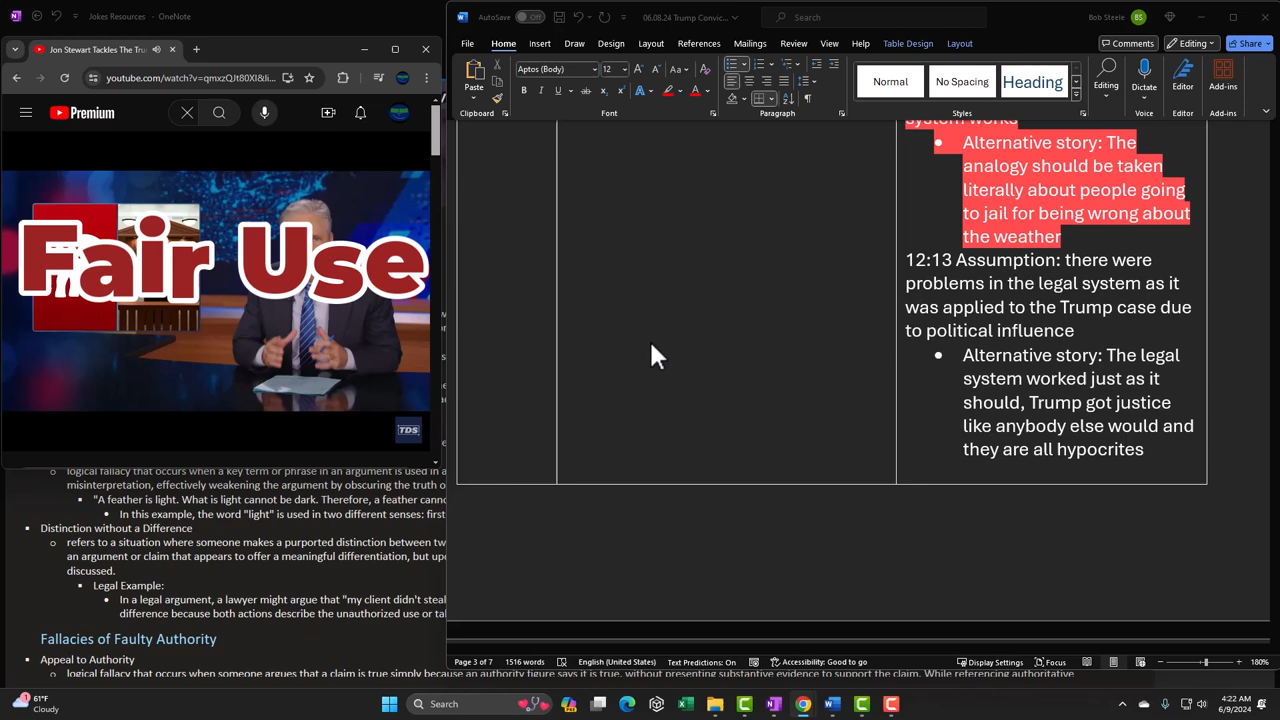 Jokes Resources - OneNote
AutoSave Off
06.08.24 Trump Convic...
Search
Bob Steele BS
Jon Stewart Tackles The Tru
youtube.com/watch?v=qmxzQJt80XI&li...
Premium
File Home Insert Draw Design Layout References Mailings Review View Help Table Design Layout
Comments Editing Share
Paste
Aptos (Body) 12
Normal
No Spacing
Heading
Editing
Dictate
Editor
Add-ins
Clipboard Font Paragraph Styles Voice Editor Add-ins
system works
• Alternative story: The
analogy should be taken
literally about people going
to jail for being wrong about
the weather
12:13 Assumption: there were
problems in the legal system as it
was applied to the Trump case due
to political influence
• Alternative story: The legal
system worked just as it
should, Trump got justice
like anybody else would and
they are all hypocrites
Fair Use
TDS
logical fallacy that occurs when a key term or phrase in an argument is used in a
misinterpretation, effectively weakening the argument by obscuring the truth o
"A feather is light. What is light cannot be dark. Therefore, a feather cannot
In this example, the word "light" is used in two different senses: first
Distinction without a Difference
refers to a situation where someone makes a purported distinction between tw
an argument or claim that appears to offer a meaningful differentiation, but upo
discussed.
Legal Example:
In a legal argument, a lawyer might argue that "my client didn't steal
difference because both actions describe the unauthorized use or tak
Fallacies of Faulty Authority
Appeal to Authority
logical fallacy that occurs when someone argues that a claim is true simply because an authority figure says it is true, without presenting substantive evidence to support the claim. While referencing authoritative
Page 3 of 7 1516 words English (United States) Text Predictions: On Accessibility: Good to go Display Settings Focus 180%
61°F
Cloudy
Search
4:22 AM
6/9/2024